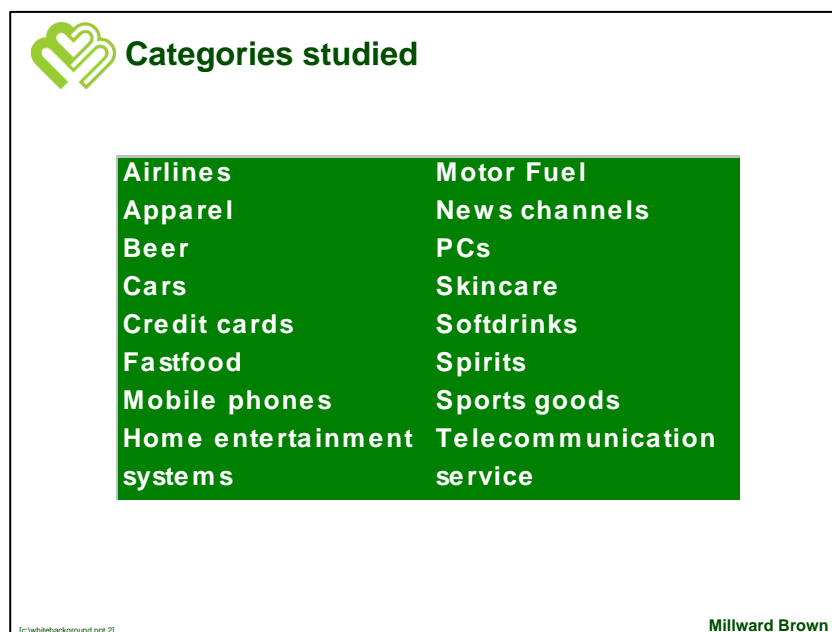 Categories studied
Airlines Motor Fuel
Apparel News channels
Beer PCs
Cars Skincare
Credit cards Softdrinks
Fastfood Spirits
Mobile phones Sports goods
Home entertainment Telecommunication
systems service
[c:\whitebackground.ppt 2]
Millward Brown